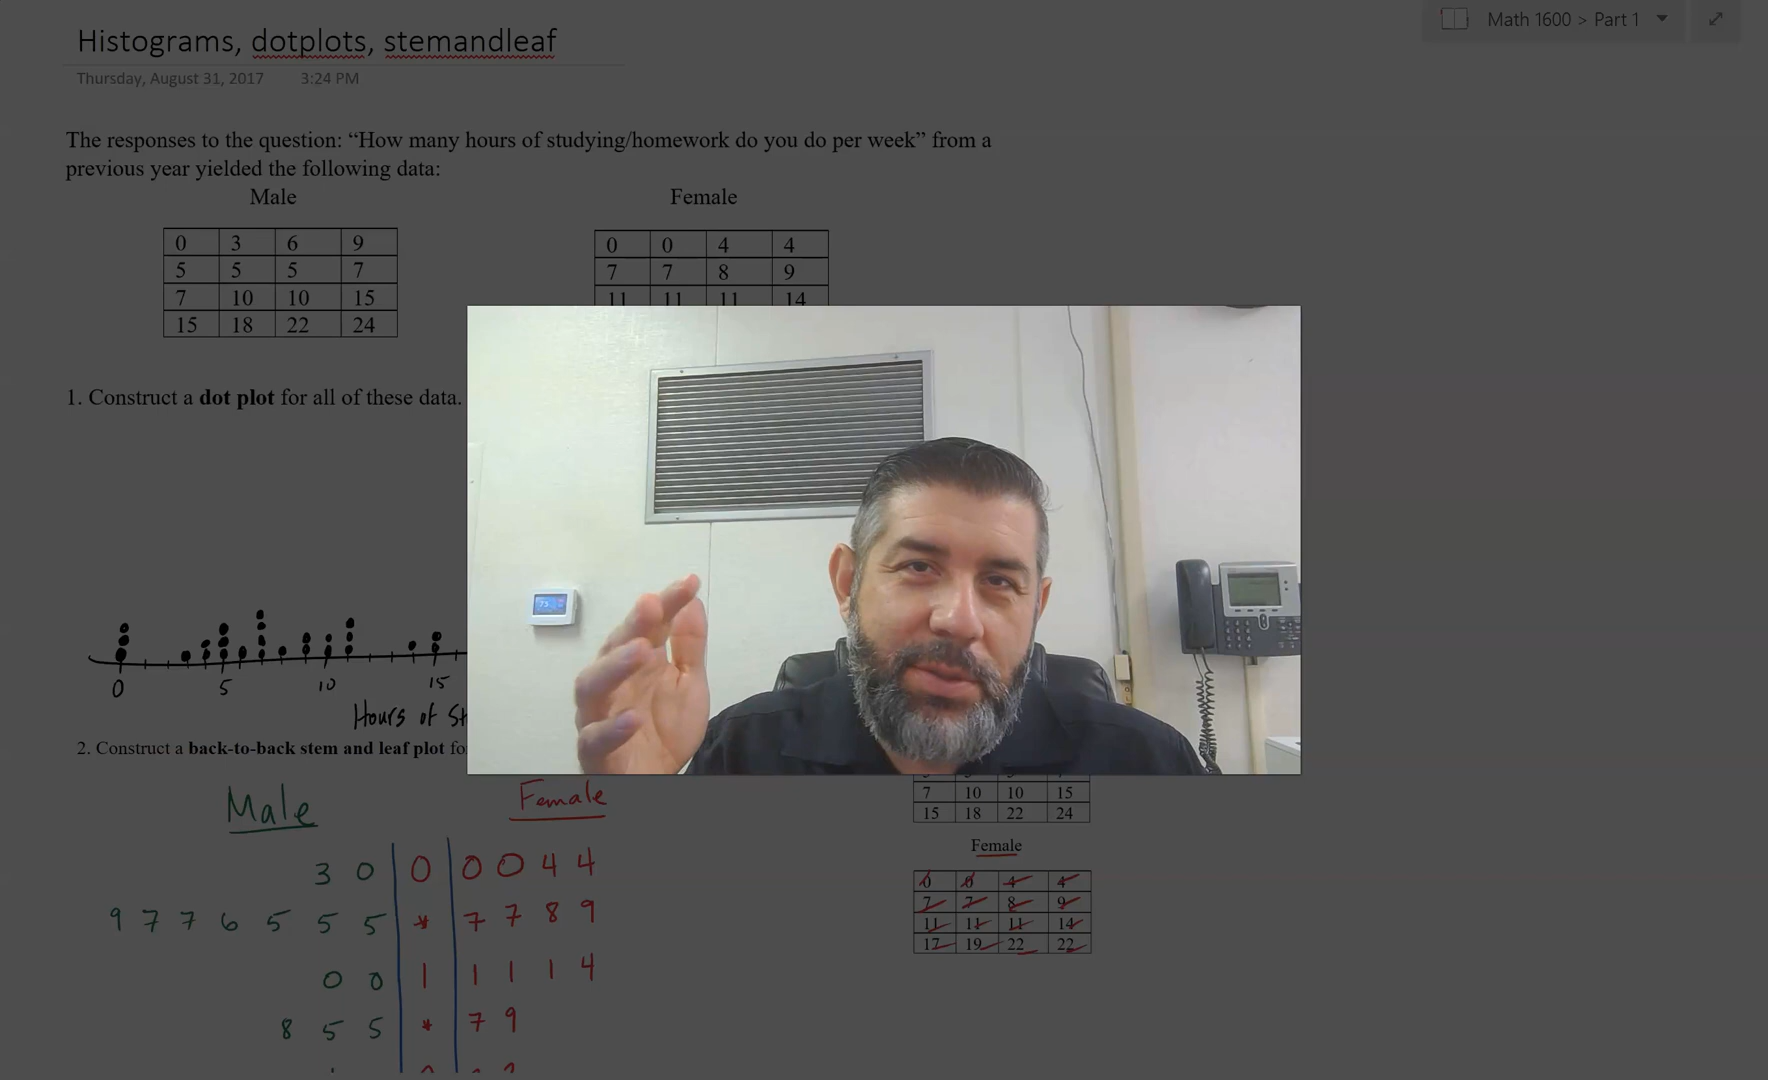 Math 1600 > Part 1
Histograms, dotplots, stemandleaf
Thursday, August 31, 2017 3:24 PM
The responses to the question: “How many hours of studying/homework do you do per week” from a
previous year yielded the following data:
Male Female
0 3 6 9
5 5 5 7
7 10 10 15
15 18 22 24
0 0 4 4
7 7 8 9
11 11 11 14
1. Construct a dot plot for all of these data.
0 5 10 15
Hours of St
2. Construct a back-to-back stem and leaf plot fo
Male Female
3 0 0 0 0 4 4
9 7 7 6 5 5 5 * 7 7 8 9
0 0 1 1 1 1 4
8 5 5 * 7 9
7 10 10 15
15 18 22 24
Female
0 0 4 4
7 7 8 9
11 11 11 14
17 19 22 22